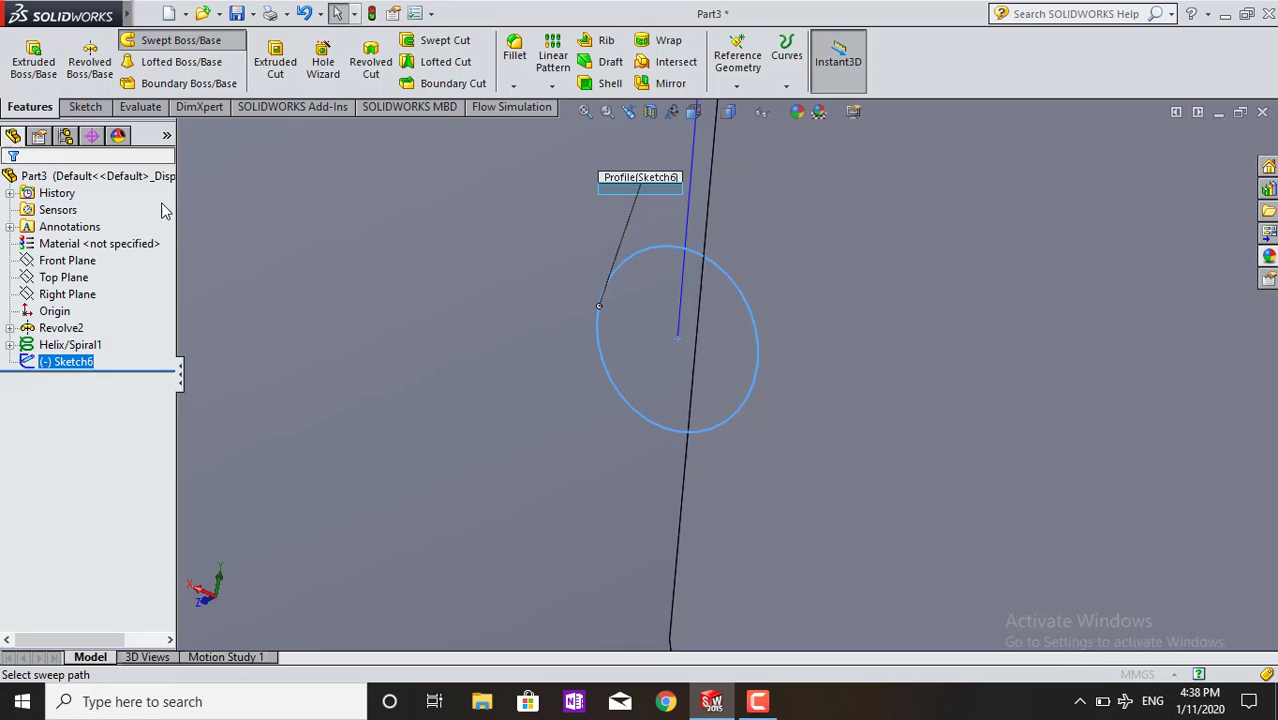 SOLIDWORKS
Part3 *
Search SOLIDWORKS Help
Extruded Boss/Base
Revolved Boss/Base
Swept Boss/Base
Lofted Boss/Base
Boundary Boss/Base
Extruded Cut
Hole Wizard
Revolved Cut
Swept Cut
Lofted Cut
Boundary Cut
Fillet
Linear Pattern
Rib
Draft
Shell
Wrap
Intersect
Mirror
Reference Geometry
Curves
Instant3D
Features
Sketch
Evaluate
DimXpert
SOLIDWORKS Add-Ins
SOLIDWORKS MBD
Flow Simulation
Part3 (Default<<Default>_Disp
History
Sensors
Annotations
Material <not specified>
Front Plane
Top Plane
Right Plane
Origin
Revolve2
Helix/Spiral1
(-) Sketch6
Profile(Sketch6)
Y
X
Z
Activate Windows
Go to Settings to activate Windows.
Model
3D Views
Motion Study 1
Select sweep path
MMGS
Type here to search
SW
2015
ENG
4:38 PM
1/11/2020